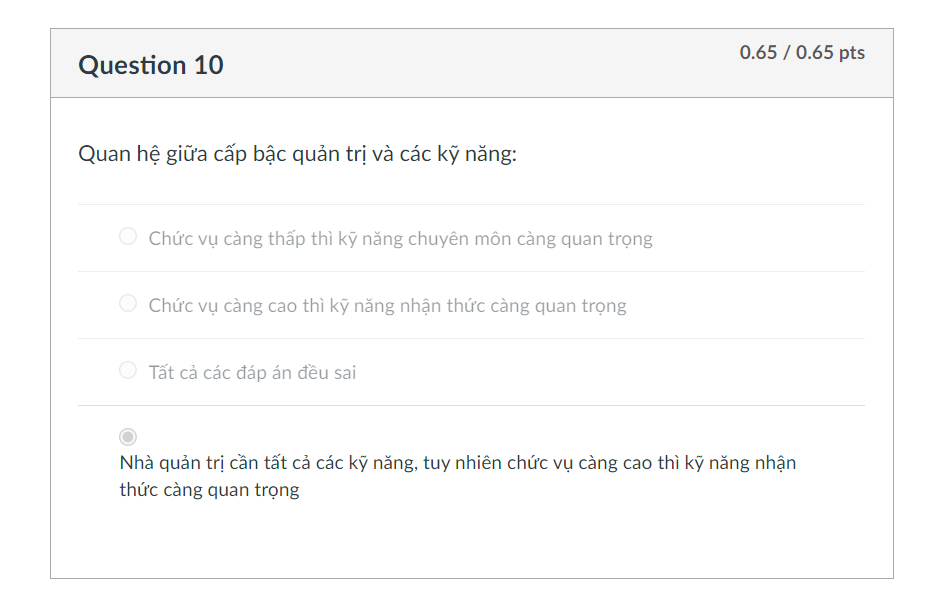 Question 10
0.65 / 0.65 pts
Quan hệ giữa cấp bậc quản trị và các kỹ năng:
Chức vụ càng thấp thì kỹ năng chuyên môn càng quan trọng
Chức vụ càng cao thì kỹ năng nhận thức càng quan trọng
Tất cả các đáp án đều sai
Nhà quản trị cần tất cả các kỹ năng, tuy nhiên chức vụ càng cao thì kỹ năng nhận
thức càng quan trọng